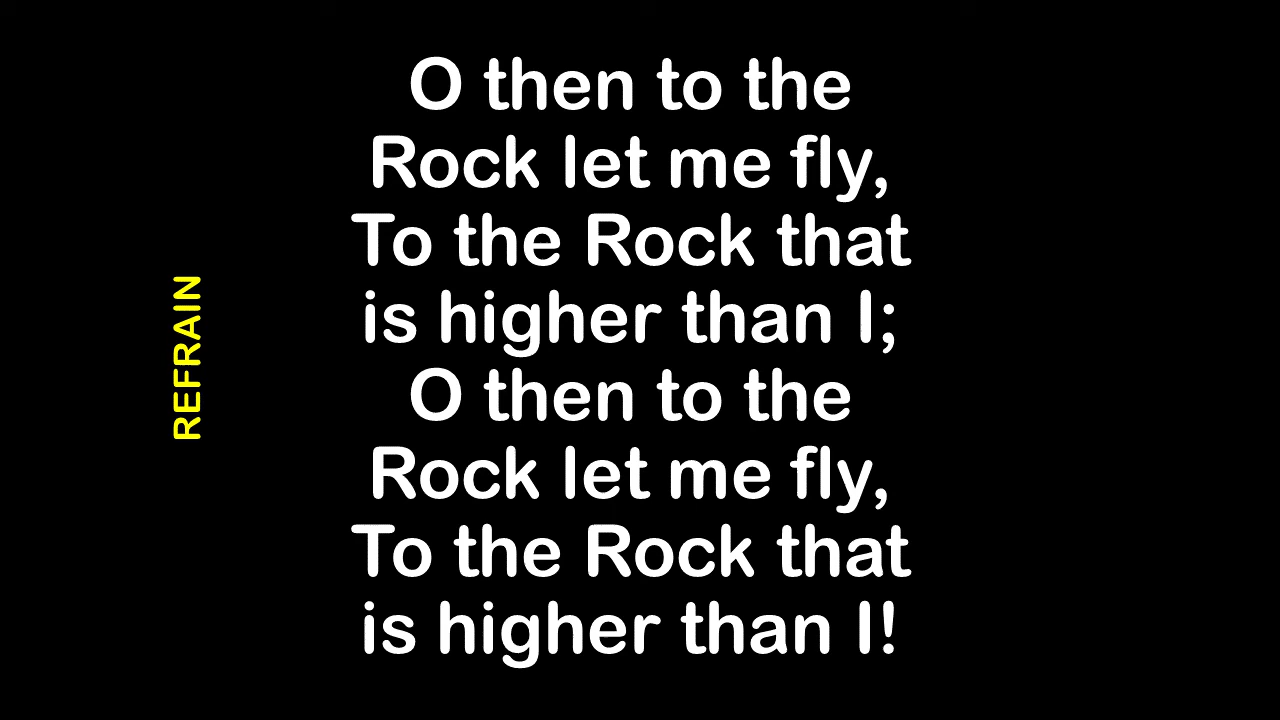 REFRAIN
O then to the
Rock let me fly,
To the Rock that
is higher than I;
O then to the
Rock let me fly,
To the Rock that
is higher than I!